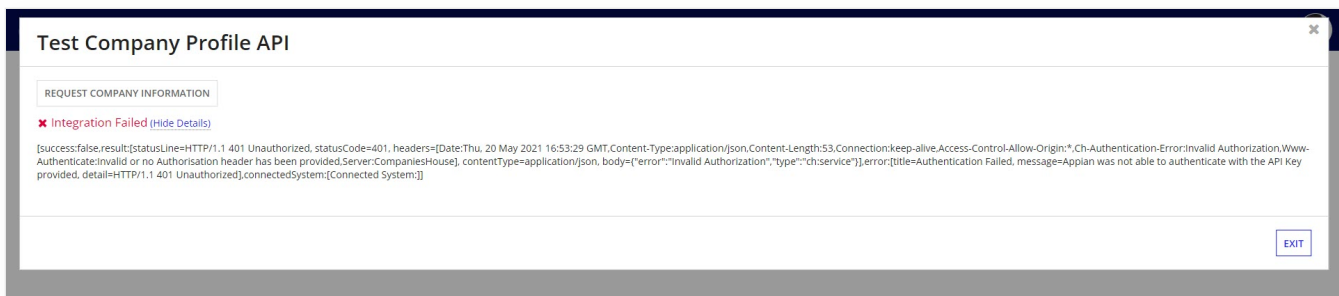 Test Company Profile API
REQUEST COMPANY INFORMATION
Integration Failed (Hide Details)
[success:false,result:[statusLine=HTTP/1.1 401 Unauthorized, statusCode=401, headers=[Date:Thu, 20 May 2021 16:53:29 GMT,Content-Type:application/json,Content-Length:53,Connection:keep-alive,Access-Control-Allow-Origin:*,Ch-Authentication-Error:Invalid Authorization,Www-
Authenticate:Invalid or no Authorisation header has been provided,Server:CompaniesHouse], contentType=application/json, body={"error":"Invalid Authorization","type":"ch:service"}],error:[title=Authentication Failed, message=Appian was not able to authenticate with the API Key
provided, detail=HTTP/1.1 401 Unauthorized],connectedSystem:[Connected System:]]
EXIT